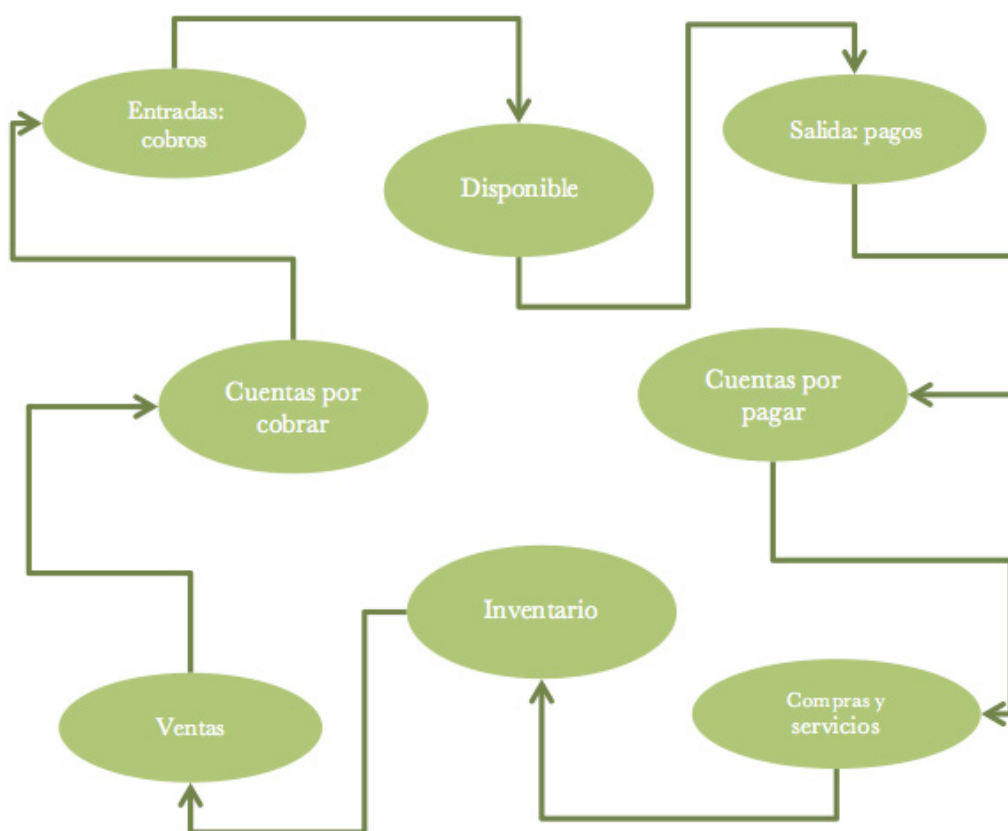 Entradas:
cobros
Disponible
Salida: pagos
Cuentas por
cobrar
Cuentas por
pagar
Inventario
Ventas
Compras y
servicios